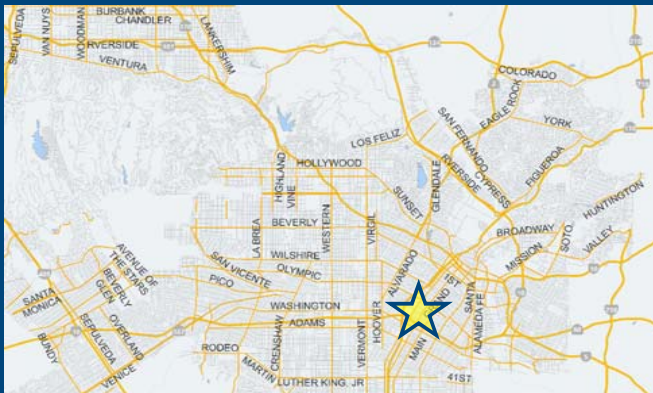 BURBANK
CHANDLER
SEPULVEDA
VAN NUYS
WOODMAN
RVERSIDE
VENTURA
LANKERSHIM
COLORADO
EAGLE ROCK
YORK
SAN FERNANDO
FIGUEROA
LOS FELIZ
RVERSIDE
CYPRESS
GLENDALE
HOLLYWOOD
HIGHLAND
VINE
SUNSET
HUNTINGTON
LA BREA
BEVERLY
WESTERN
VIRGIL
BROADWAY
SOTO
MISSION
VALLEY
AVENUE OF
THE STARS
WILSHIRE
SAN VICENTE
OLYMPIC
PICO
ALVARADO
1ST
SANTA
MONICA
BEVERLY
GLEN
WASHINGTON
HOOVER
SANTA
ALAMEDA FE
ADAMS
MAIN
BUNDY
SEPULVEDA
OVERLAND
VENICE
RODEO
CRENSHAW
VERMONT
MARTIN
LUTHER KING, JR
41ST